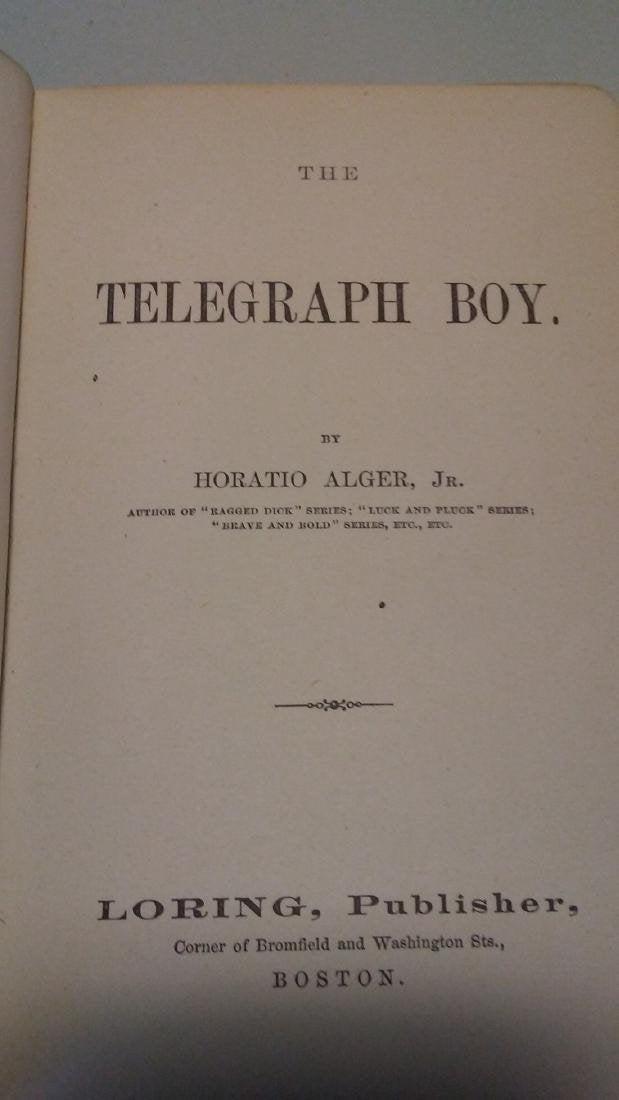 THE
TELEGRAPH BOY.
BY
HORATIO ALGER, JR.
AUTHOR OF "RAGGED DICK" SERIES; "LUCK AND PLUCK" SERIES;
"BRAVE AND BOLD" SERIES, ETC., ETC.
LORING, Publisher,
Corner of Bromfield and Washington Sts.,
BOSTON.